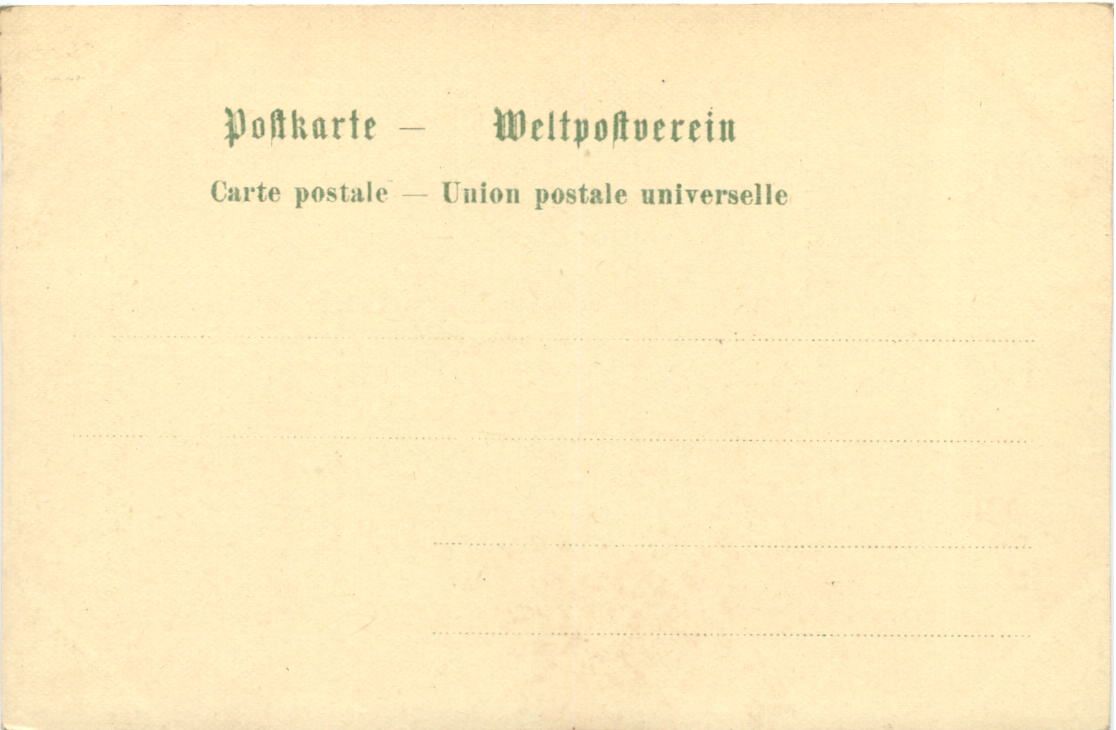 Postkarte — Weltpostverein
Carte postale — Union postale universelle